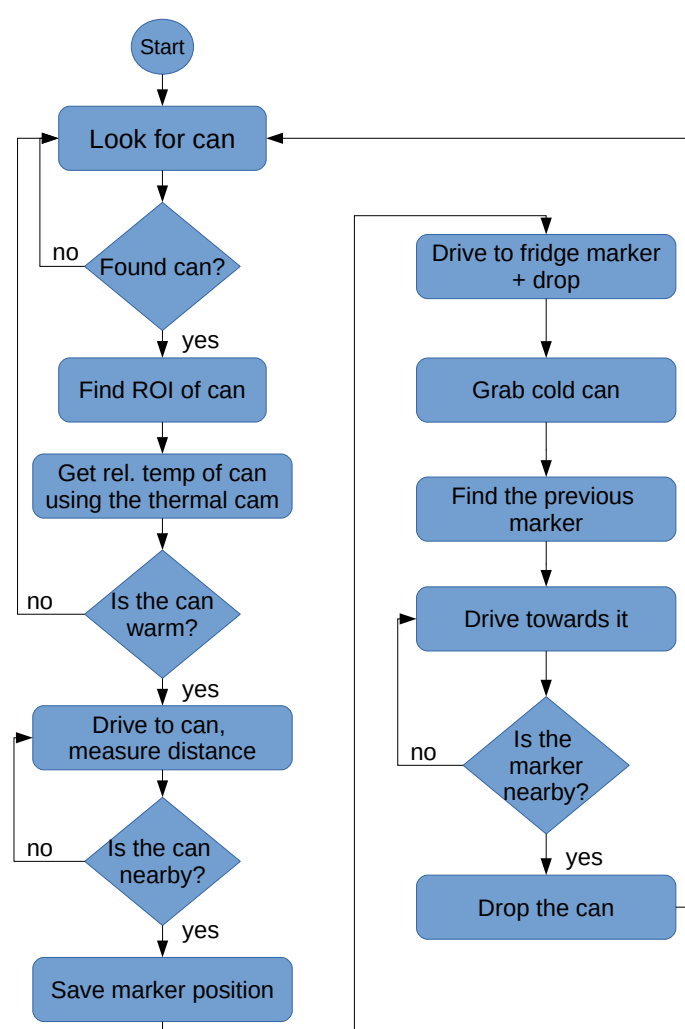 Start
Look for can
no
Found can?
yes
Find ROI of can
Get rel. temp of can
using the thermal cam
no
Is the can
warm?
yes
Drive to can,
measure distance
no
Is the can
nearby?
yes
Save marker position
Drive to fridge marker
+ drop
Grab cold can
Find the previous
marker
Drive towards it
no
Is the
marker
nearby?
yes
Drop the can